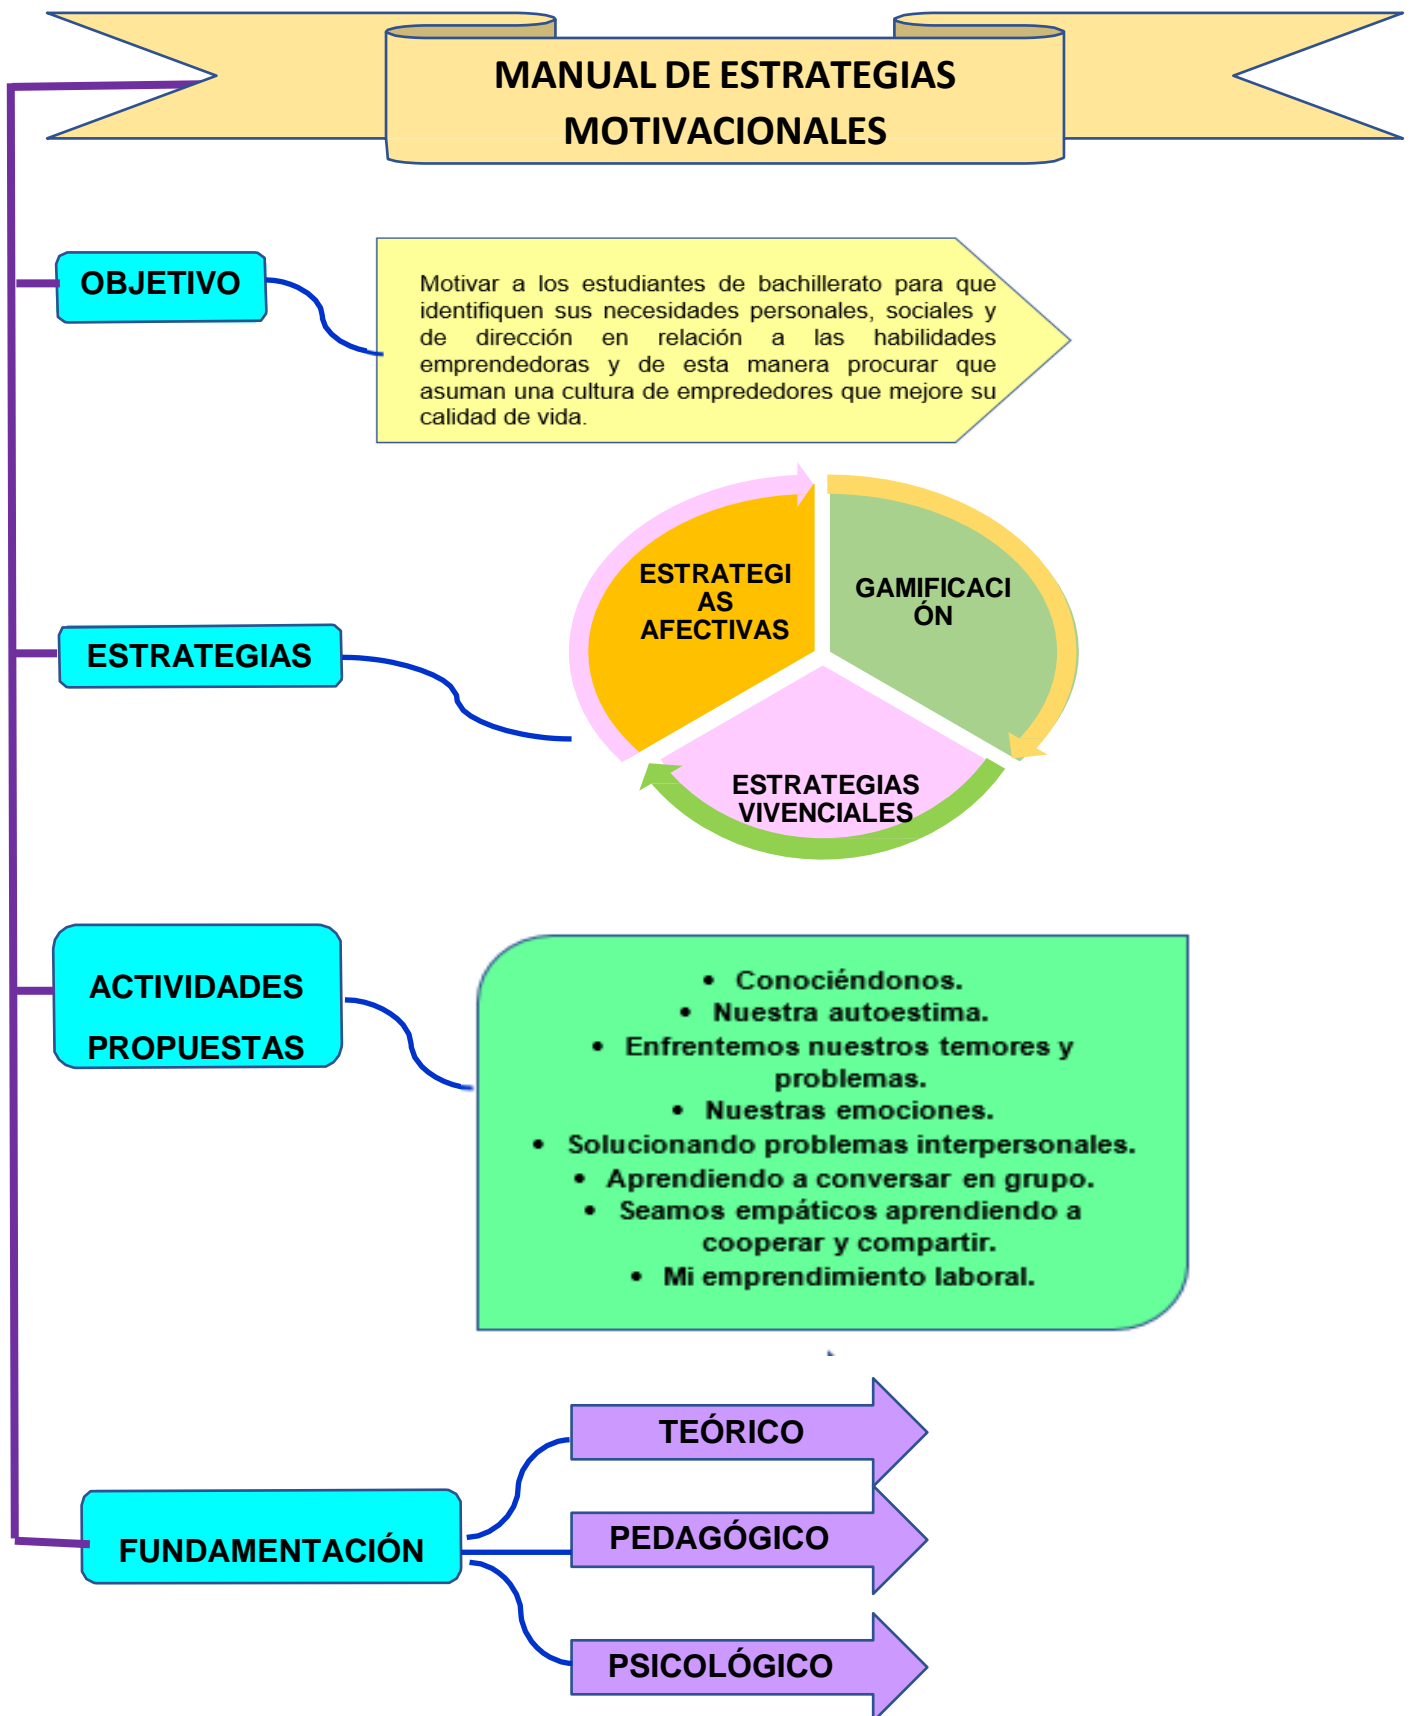 MANUAL DE ESTRATEGIAS
MOTIVACIONALES
OBJETIVO
Motivar a los estudiantes de bachillerato para que
identifiquen sus necesidades personales, sociales y
de dirección en relación a las habilidades
emprendedoras y de esta manera procurar que
asuman una cultura de emprededores que mejore su
calidad de vida.
ESTRATEGIAS
ESTRATEGI
AS
AFECTIVAS
GAMIFICACI
ÓN
ESTRATEGIAS
VIVENCIALES
ACTIVIDADES
PROPUESTAS
• Conociéndonos.
• Nuestra autoestima.
• Enfrentemos nuestros temores y
problemas.
• Nuestras emociones.
• Solucionando problemas interpersonales.
• Aprendiendo a conversar en grupo.
• Seamos empáticos aprendiendo a
cooperar y compartir.
• Mi emprendimiento laboral.
FUNDAMENTACIÓN
TEÓRICO
PEDAGÓGICO
PSICOLÓGICO